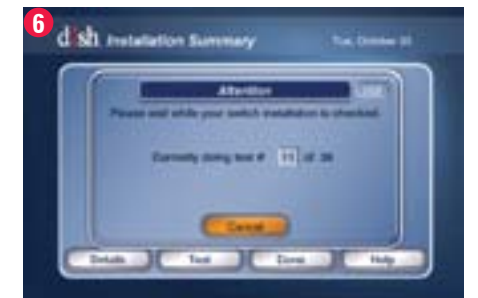 6
dish Installation Summary Tue, October
Attention
Please wait while your switch installation is checked.
Currently doing test # 11 of 38
Cancel
Details Test Done Help